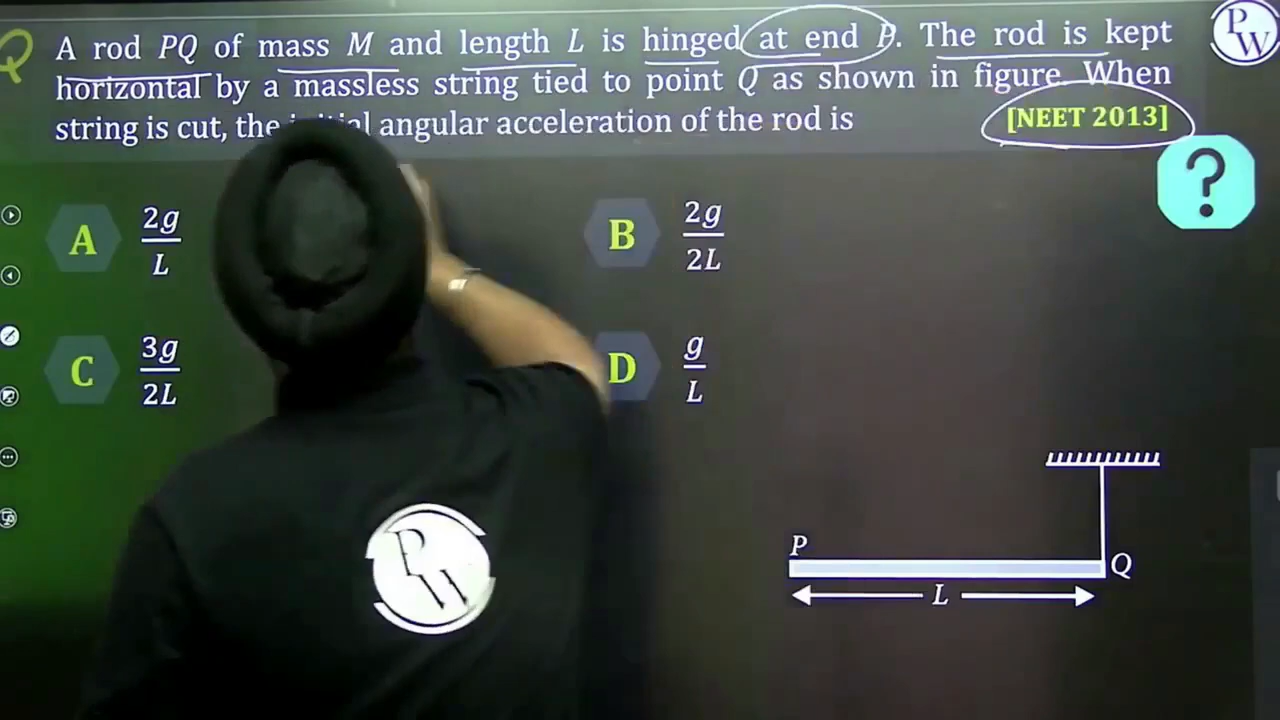 Q A rod PQ of mass M and length L is hinged at end P. The rod is kept
horizontal by a massless string tied to point Q as shown in figure. When
string is cut, the initial angular acceleration of the rod is [NEET 2013]
PW
?
A 2g/L
B 2g/2L
C 3g/2L
D g/L
P
Q
L
PW